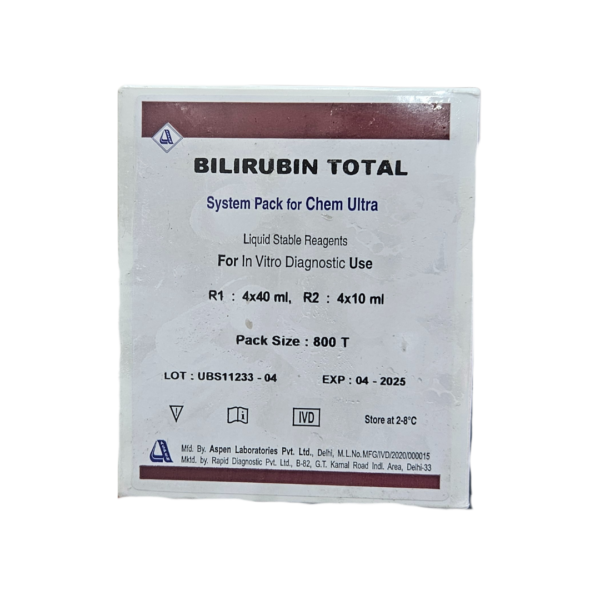 BILIRUBIN TOTAL
System Pack for Chem Ultra
Liquid Stable Reagents
For In Vitro Diagnostic Use
R1 : 4x40 ml, R2 : 4x10 ml
Pack Size : 800 T
LOT : UBS11233 - 04 EXP : 04 - 2025
IVD Store at 2-8°C
Mfd. By. Aspen Laboratories Pvt. Ltd., Delhi, M.L.No.MFG/IVD/2020/000015
Mktd. by. Rapid Diagnostic Pvt. Ltd., B-82, G.T. Karnal Road Indl. Area, Delhi-33